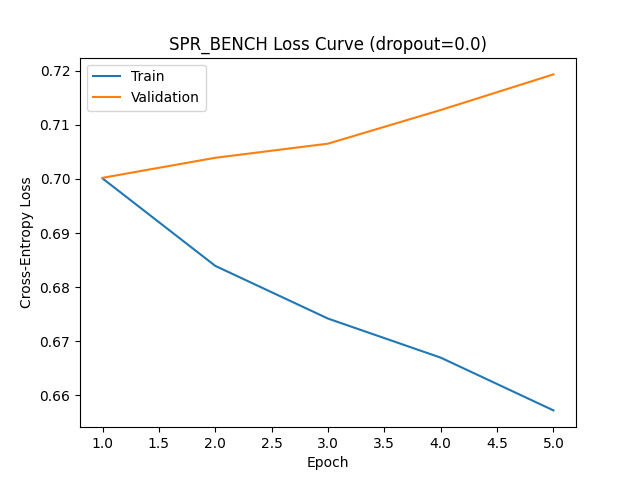 SPR_BENCH Loss Curve (dropout=0.0)
Train
Validation
0.72
0.71
0.70
0.69
0.68
0.67
0.66
Cross-Entropy Loss
1.0 1.5 2.0 2.5 3.0 3.5 4.0 4.5 5.0
Epoch